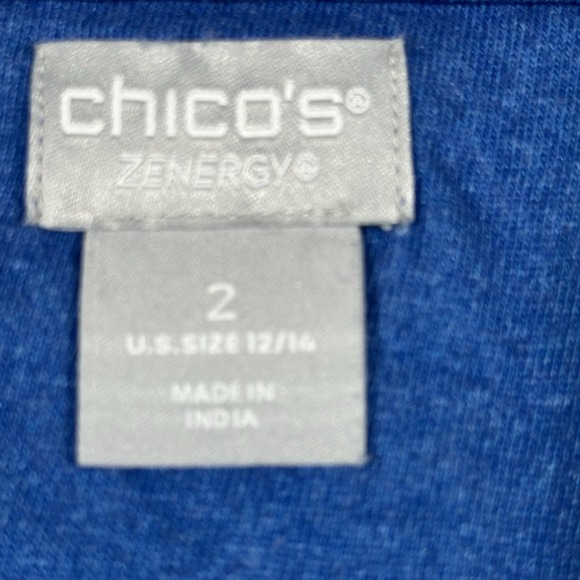 chico's®
ZENERGY®
2
U.S. SIZE 12/14
MADE IN
INDIA